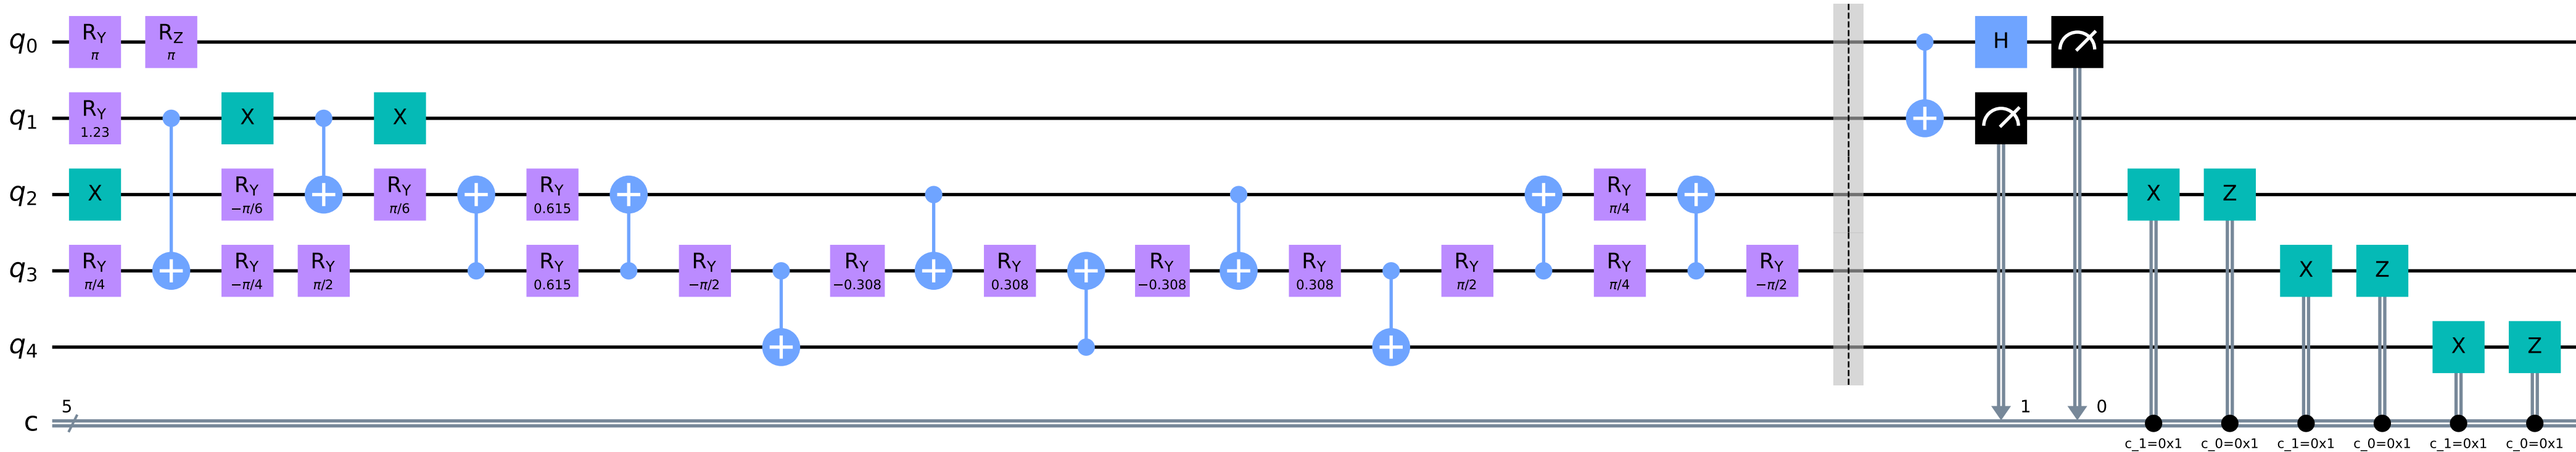 q0 RY π RZ π H
q1 RY 1.23 X X
X RY −π/6 RY π/6 RY 0.615 RY π/4 X Z
q2
q3 RY π/4 RY −π/4 RY π/2 RY 0.615 RY −π/2 RY −0.308 RY 0.308 RY −0.308 RY 0.308 RY π/2 RY π/4 RY −π/2 X Z
q4 X Z
5 1 0
c
c_1=0x1 c_0=0x1 c_1=0x1 c_0=0x1 c_1=0x1 c_0=0x1